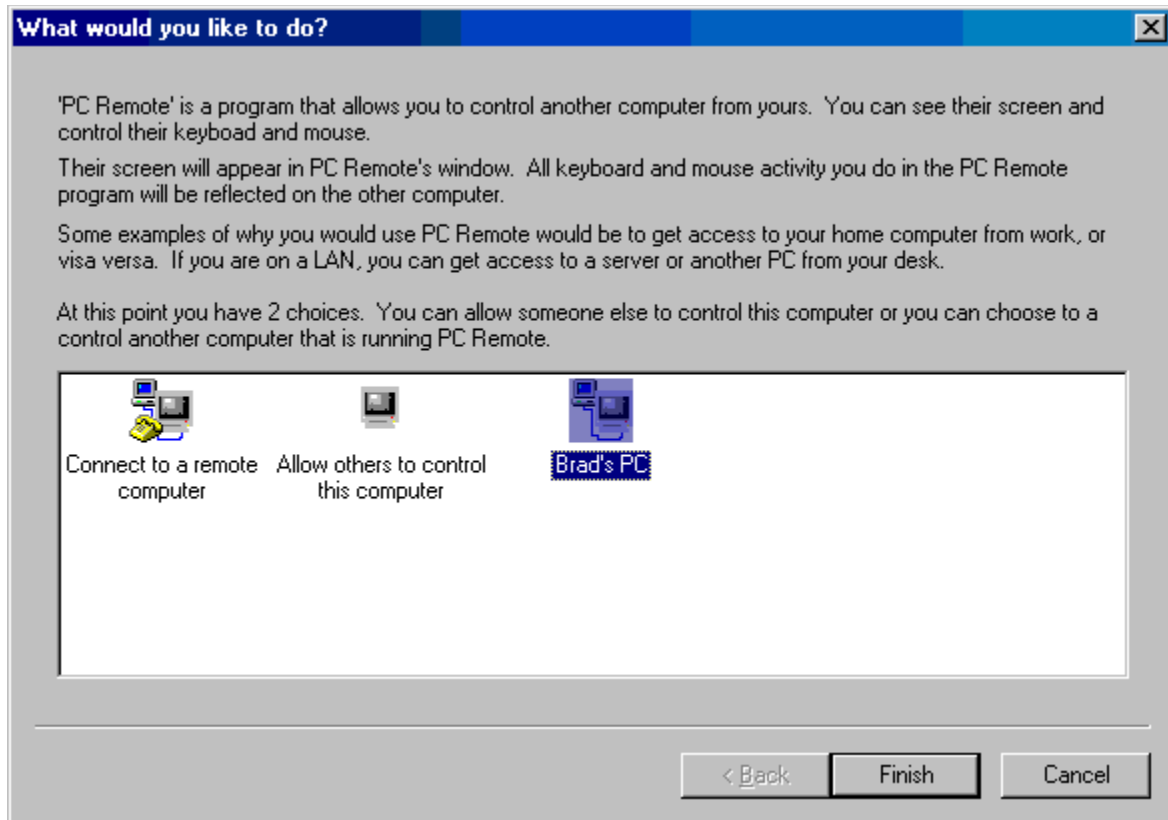 What would you like to do?
'PC Remote' is a program that allows you to control another computer from yours.  You can see their screen and
control their keyboad and mouse.
Their screen will appear in PC Remote's window.  All keyboard and mouse activity you do in the PC Remote
program will be reflected on the other computer.
Some examples of why you would use PC Remote would be to get access to your home computer from work, or
visa versa.  If you are on a LAN, you can get access to a server or another PC from your desk.
At this point you have 2 choices.  You can allow someone else to control this computer or you can choose to a
control another computer that is running PC Remote.
Connect to a remote
computer
Allow others to control
this computer
Brad's PC
< Back
Finish
Cancel